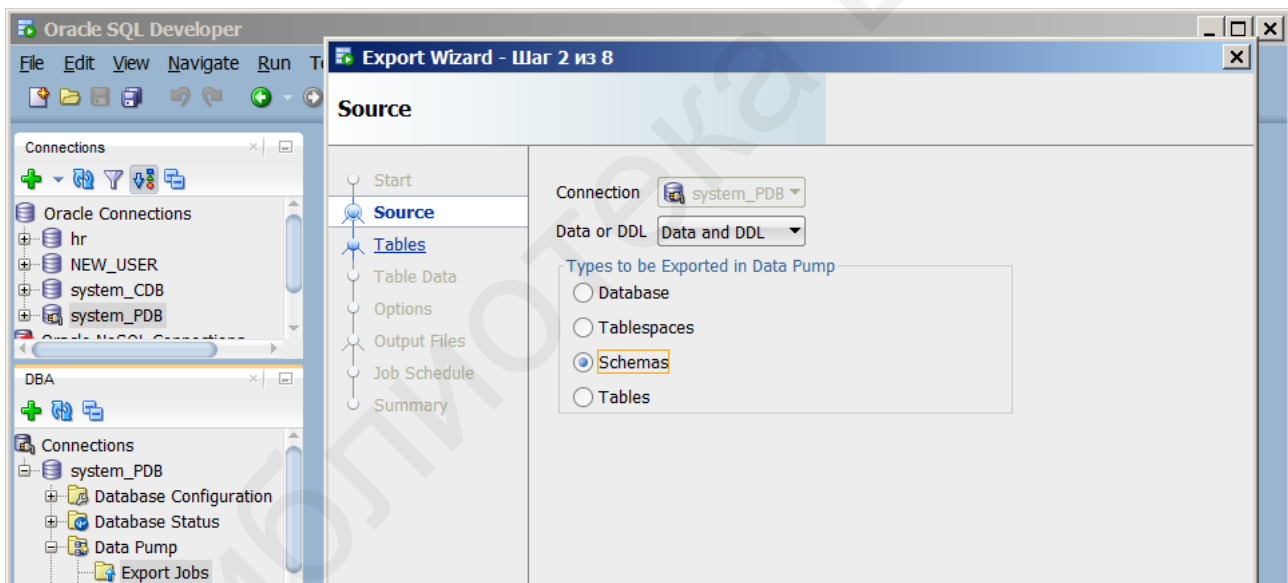 Oracle SQL Developer
File Edit View Navigate Run
Export Wizard - Шаг 2 из 8
Source
Connections
Oracle Connections
hr
NEW_USER
system_CDB
system_PDB
Oracle NoSQL Connections
DBA
Connections
system_PDB
Database Configuration
Database Status
Data Pump
Export Jobs
Start
Source
Tables
Table Data
Options
Output Files
Job Schedule
Summary
Connection system_PDB
Data or DDL Data and DDL
Types to be Exported in Data Pump
Database
Tablespaces
Schemas
Tables